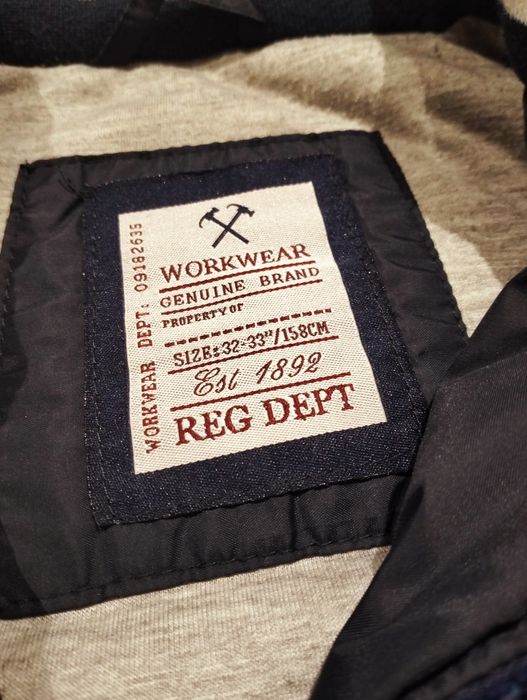 WORKWEAR
GENUINE BRAND
PROPERTY OF
SIZE:32-33"/158CM
Est 1892
REG DEPT
WORKWEAR DEPT: 09182635